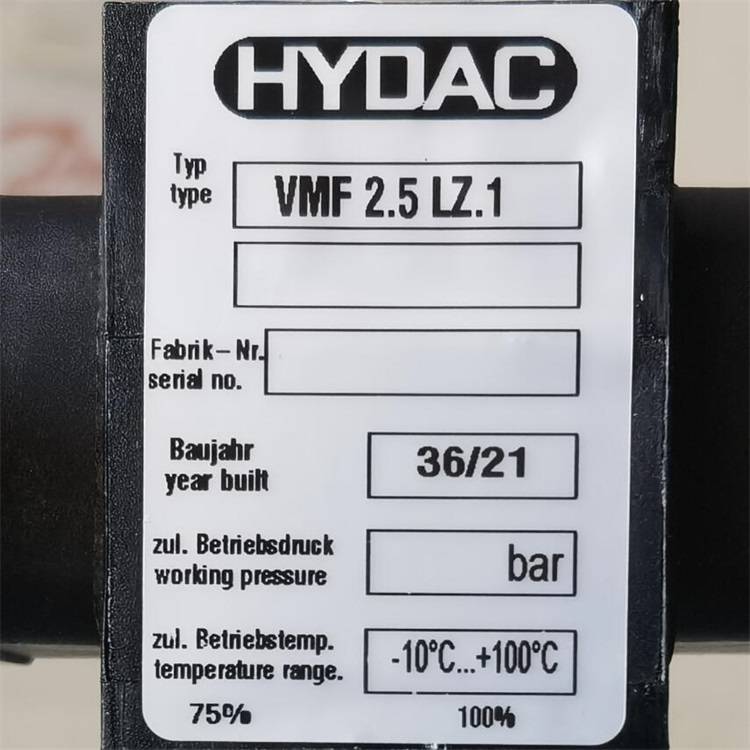 HYDAC
Typ
type
VMF 2.5 LZ.1
Fabrik-Nr.
serial no.
Baujahr
year built
36/21
zul. Betriebsdruck
working pressure
bar
zul. Betriebstemp.
temperature range.
-10°C...+100°C
75% 100%